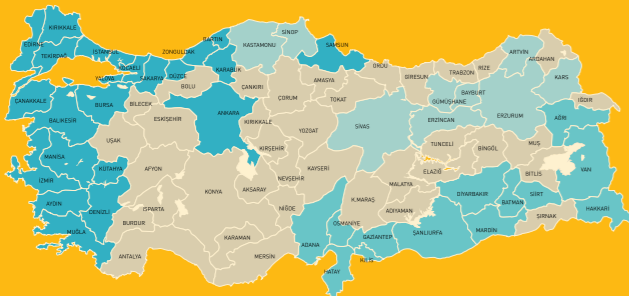 KIRIKKALE
EDİRNE
TEKİRDAĞ
İSTANBUL
KOCAELİ
YALOVA
SAKARYA
DÜZCE
ZONGULDAK
BARTIN
KARABÜK
KASTAMONU
SİNOP
SAMSUN
BOLU
ÇANKIRI
ÇORUM
AMASYA
TOKAT
ORDU
GİRESUN
TRABZON
RİZE
ARTVİN
ARDAHAN
KARS
IĞDIR
GÜMÜŞHANE
BAYBURT
ERZİNCAN
ERZURUM
AĞRI
ÇANAKKALE
BALIKESİR
BURSA
BİLECEK
ESKİŞEHİR
ANKARA
KIRIKKALE
YOZGAT
SİVAS
TUNCELİ
BİNGÖL
MUŞ
BİTLİS
VAN
MANİSA
KÜTAHYA
UŞAK
AFYON
KIRŞEHİR
NEVŞEHİR
KAYSERİ
MALATYA
ELAZIĞ
DİYARBAKIR
BATMAN
SİİRT
ŞIRNAK
HAKKARİ
İZMİR
AYDIN
DENGLİ
MUĞLA
ISPARTA
BURDUR
ANTALYA
KONYA
AKSARAY
NİĞDE
KARAMAN
MERSİN
ADANA
OSMANİYE
K.MARAŞ
ADIYAMAN
GAZİANTEP
KİLİS
HATAY
ŞANLIURFA
MARDİN